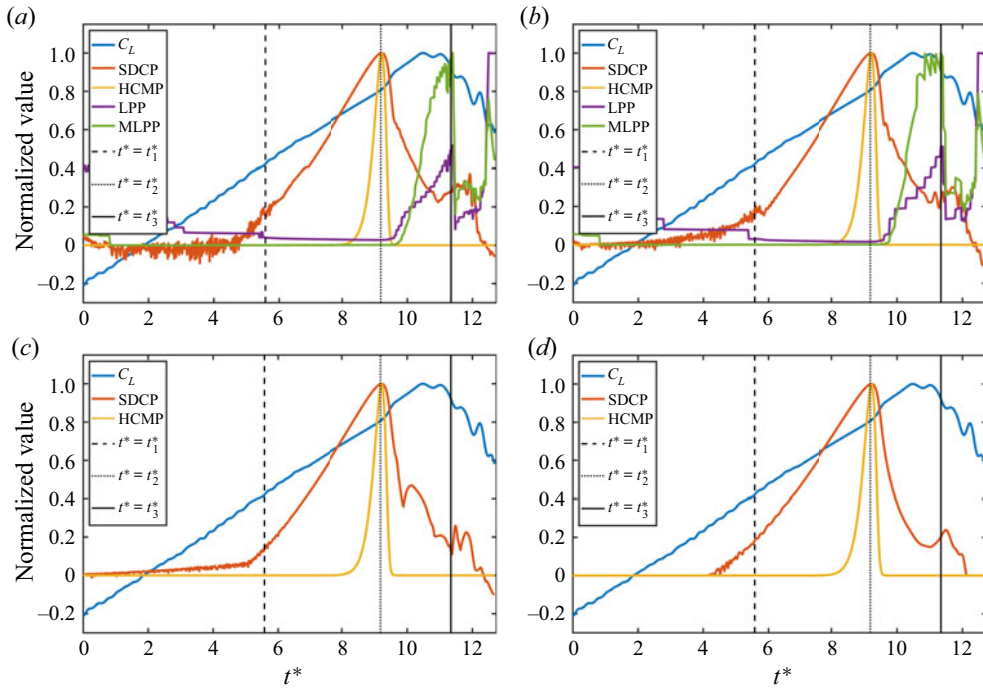 (a)
(b)
Normalized value
1.0
0.8
0.6
0.4
0.2
0
–0.2
C_L
SDCP
HCMP
LPP
MLPP
t* = t*_1
t* = t*_2
t* = t*_3
0 2 4 6 8 10 12
1.0
0.8
0.6
0.4
0.2
0
–0.2
C_L
SDCP
HCMP
LPP
MLPP
t* = t*_1
t* = t*_2
t* = t*_3
0 2 4 6 8 10 12
(c)
(d)
Normalized value
1.0
0.8
0.6
0.4
0.2
0
–0.2
C_L
SDCP
HCMP
t* = t*_1
t* = t*_2
t* = t*_3
0 2 4 6 8 10 12
t*
1.0
0.8
0.6
0.4
0.2
0
–0.2
C_L
SDCP
HCMP
t* = t*_1
t* = t*_2
t* = t*_3
0 2 4 6 8 10 12
t*